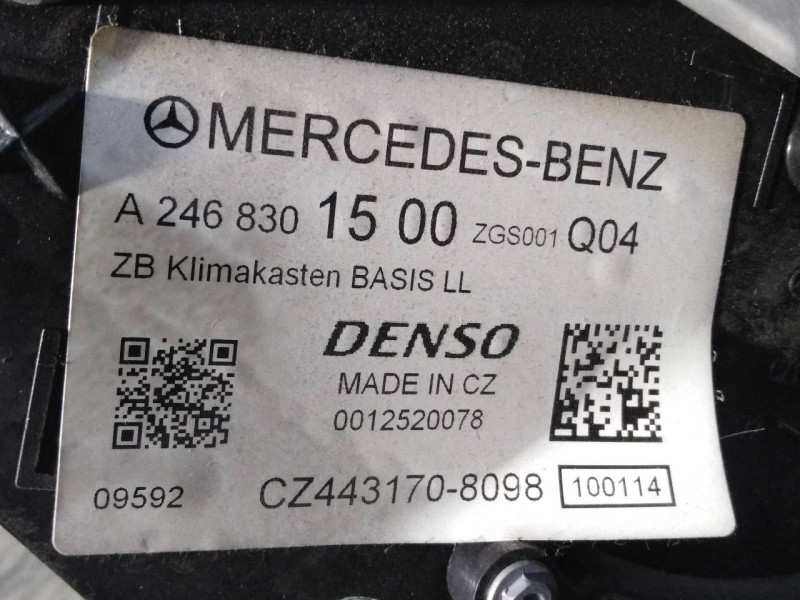 MERCEDES-BENZ
A 246 830 15 00 ZGS001 Q04
ZB Klimakasten BASIS LL
DENSO
MADE IN CZ
0012520078
09592 CZ443170-8098 100114